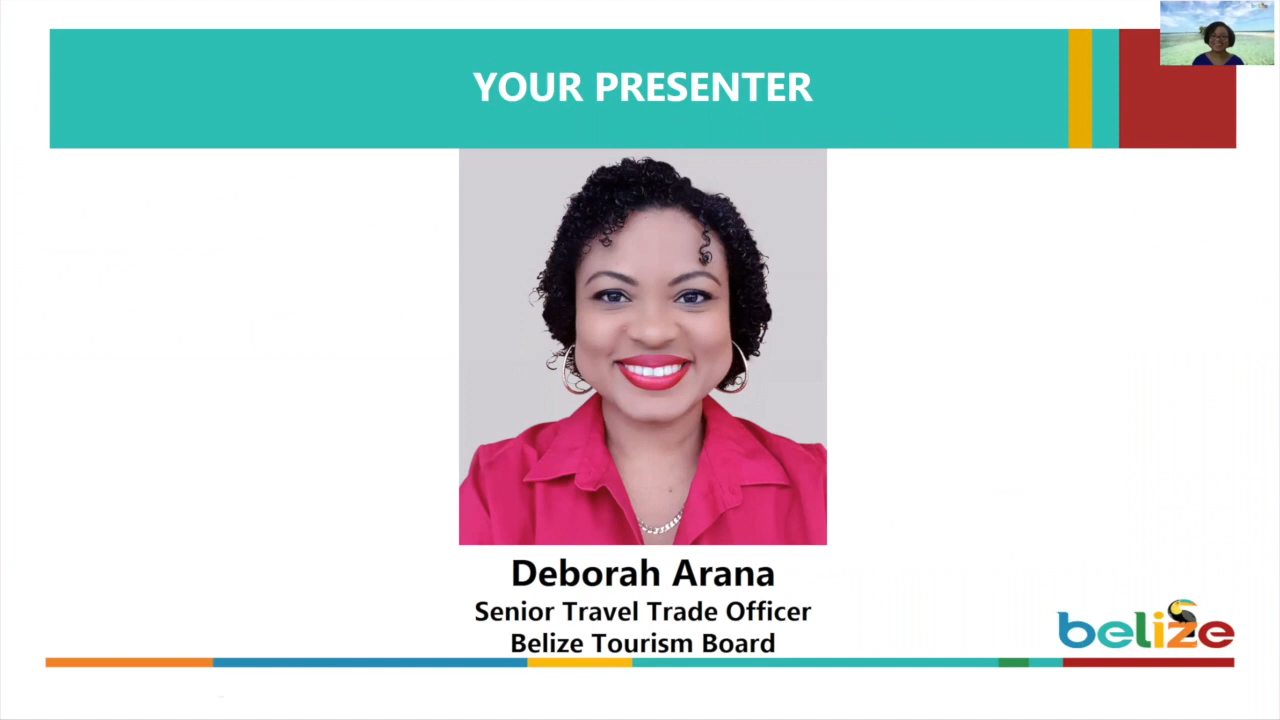 YOUR PRESENTER
Deborah Arana
Senior Travel Trade Officer
Belize Tourism Board
belize